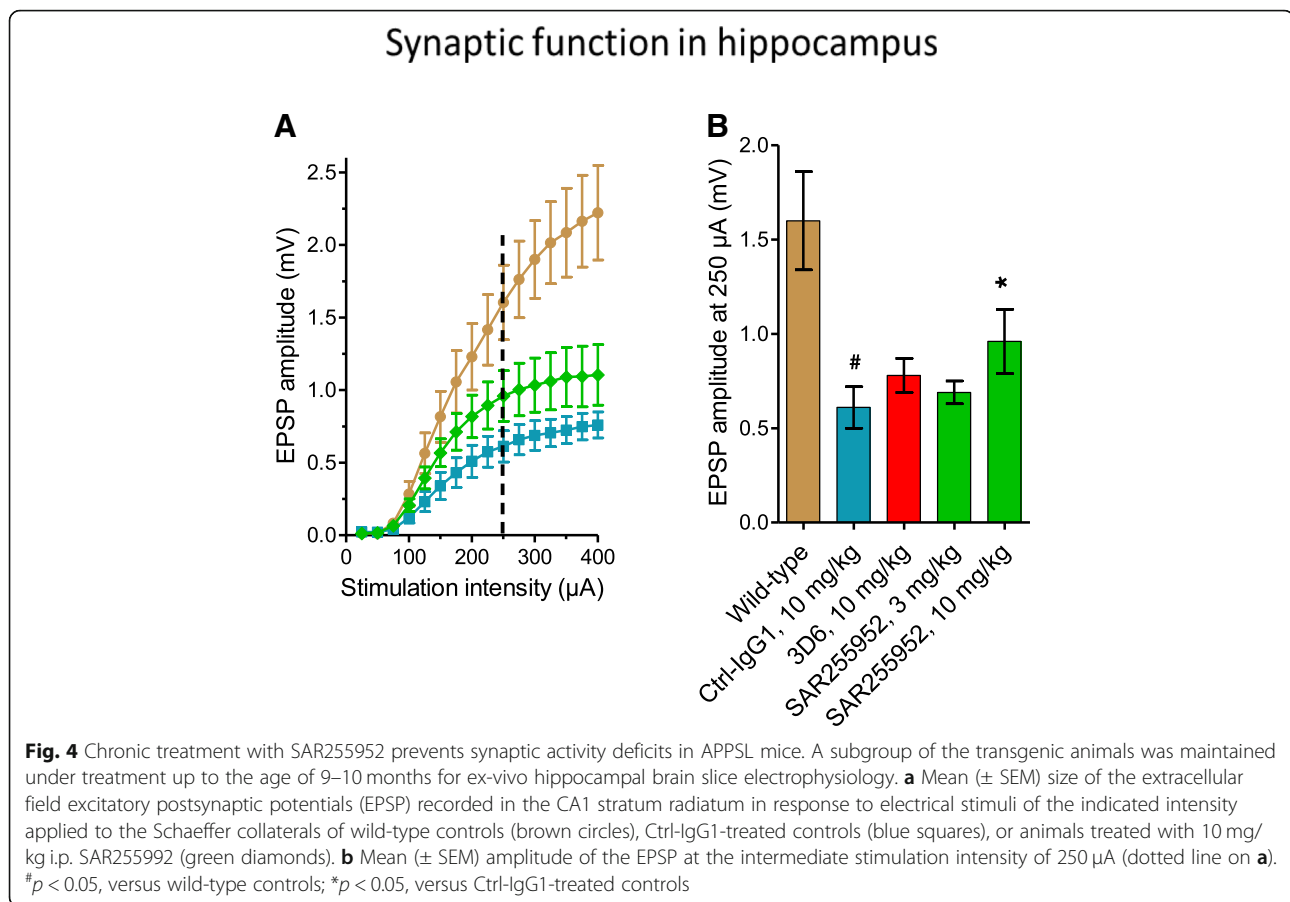 Synaptic function in hippocampus
A
EPSP amplitude (mV)
2.5
2.0
1.5
1.0
0.5
0.0
0 100 200 300 400
Stimulation intensity (µA)
B
EPSP amplitude at 250 µA (mV)
2.0
1.5
1.0
0.5
0.0
#
*
Wild-type
Ctrl-IgG1, 10 mg/kg
3D6, 10 mg/kg
SAR255952, 3 mg/kg
SAR255952, 10 mg/kg
Fig. 4 Chronic treatment with SAR255952 prevents synaptic activity deficits in APPSL mice. A subgroup of the transgenic animals was maintained
under treatment up to the age of 9–10 months for ex-vivo hippocampal brain slice electrophysiology. a Mean (± SEM) size of the extracellular
field excitatory postsynaptic potentials (EPSP) recorded in the CA1 stratum radiatum in response to electrical stimuli of the indicated intensity
applied to the Schaeffer collaterals of wild-type controls (brown circles), Ctrl-IgG1-treated controls (blue squares), or animals treated with 10 mg/
kg i.p. SAR255992 (green diamonds). b Mean (± SEM) amplitude of the EPSP at the intermediate stimulation intensity of 250 µA (dotted line on a).
#p < 0.05, versus wild-type controls; *p < 0.05, versus Ctrl-IgG1-treated controls